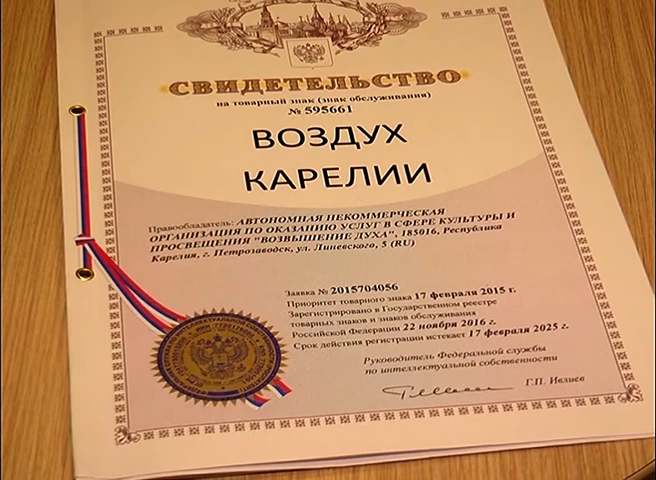 СВИДЕТЕЛЬСТВО
на товарный знак (знак обслуживания)
№ 595661
ВОЗДУХ
КАРЕЛИИ
Правообладатель: АВТОНОМНАЯ НЕКОММЕРЧЕСКАЯ
ОРГАНИЗАЦИЯ ПО ОКАЗАНИЮ УСЛУГ В СФЕРЕ КУЛЬТУРЫ И
ПРОСВЕЩЕНИЯ "ВОЗВЫШЕНИЕ ДУХА", 185016, Республика
Карелия, г. Петрозаводск, ул. Линевского, 5 (RU)
Заявка № 2015704056
Приоритет товарного знака 17 февраля 2015 г.
Зарегистрировано в Государственном реестре
товарных знаков и знаков обслуживания
Российской Федерации 22 ноября 2016 г.
Срок действия регистрации истекает 17 февраля 2025 г.
Руководитель Федеральной службы
по интеллектуальной собственности
Г.П. Ивлиев